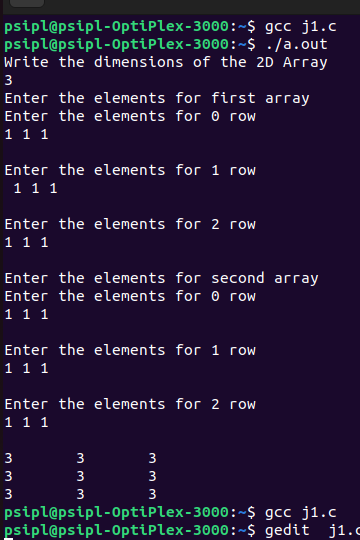 psipl@psipl-OptiPlex-3000:~$ gcc j1.c
psipl@psipl-OptiPlex-3000:~$ ./a.out
Write the dimensions of the 2D Array
3
Enter the elements for first array
Enter the elements for 0 row
1 1 1
Enter the elements for 1 row
1 1 1
Enter the elements for 2 row
1 1 1
Enter the elements for second array
Enter the elements for 0 row
1 1 1
Enter the elements for 1 row
1 1 1
Enter the elements for 2 row
1 1 1
3 3 3
3 3 3
3 3 3
psipl@psipl-OptiPlex-3000:~$ gcc j1.c
psipl@psipl-OptiPlex-3000:~$ gedit  j1.c